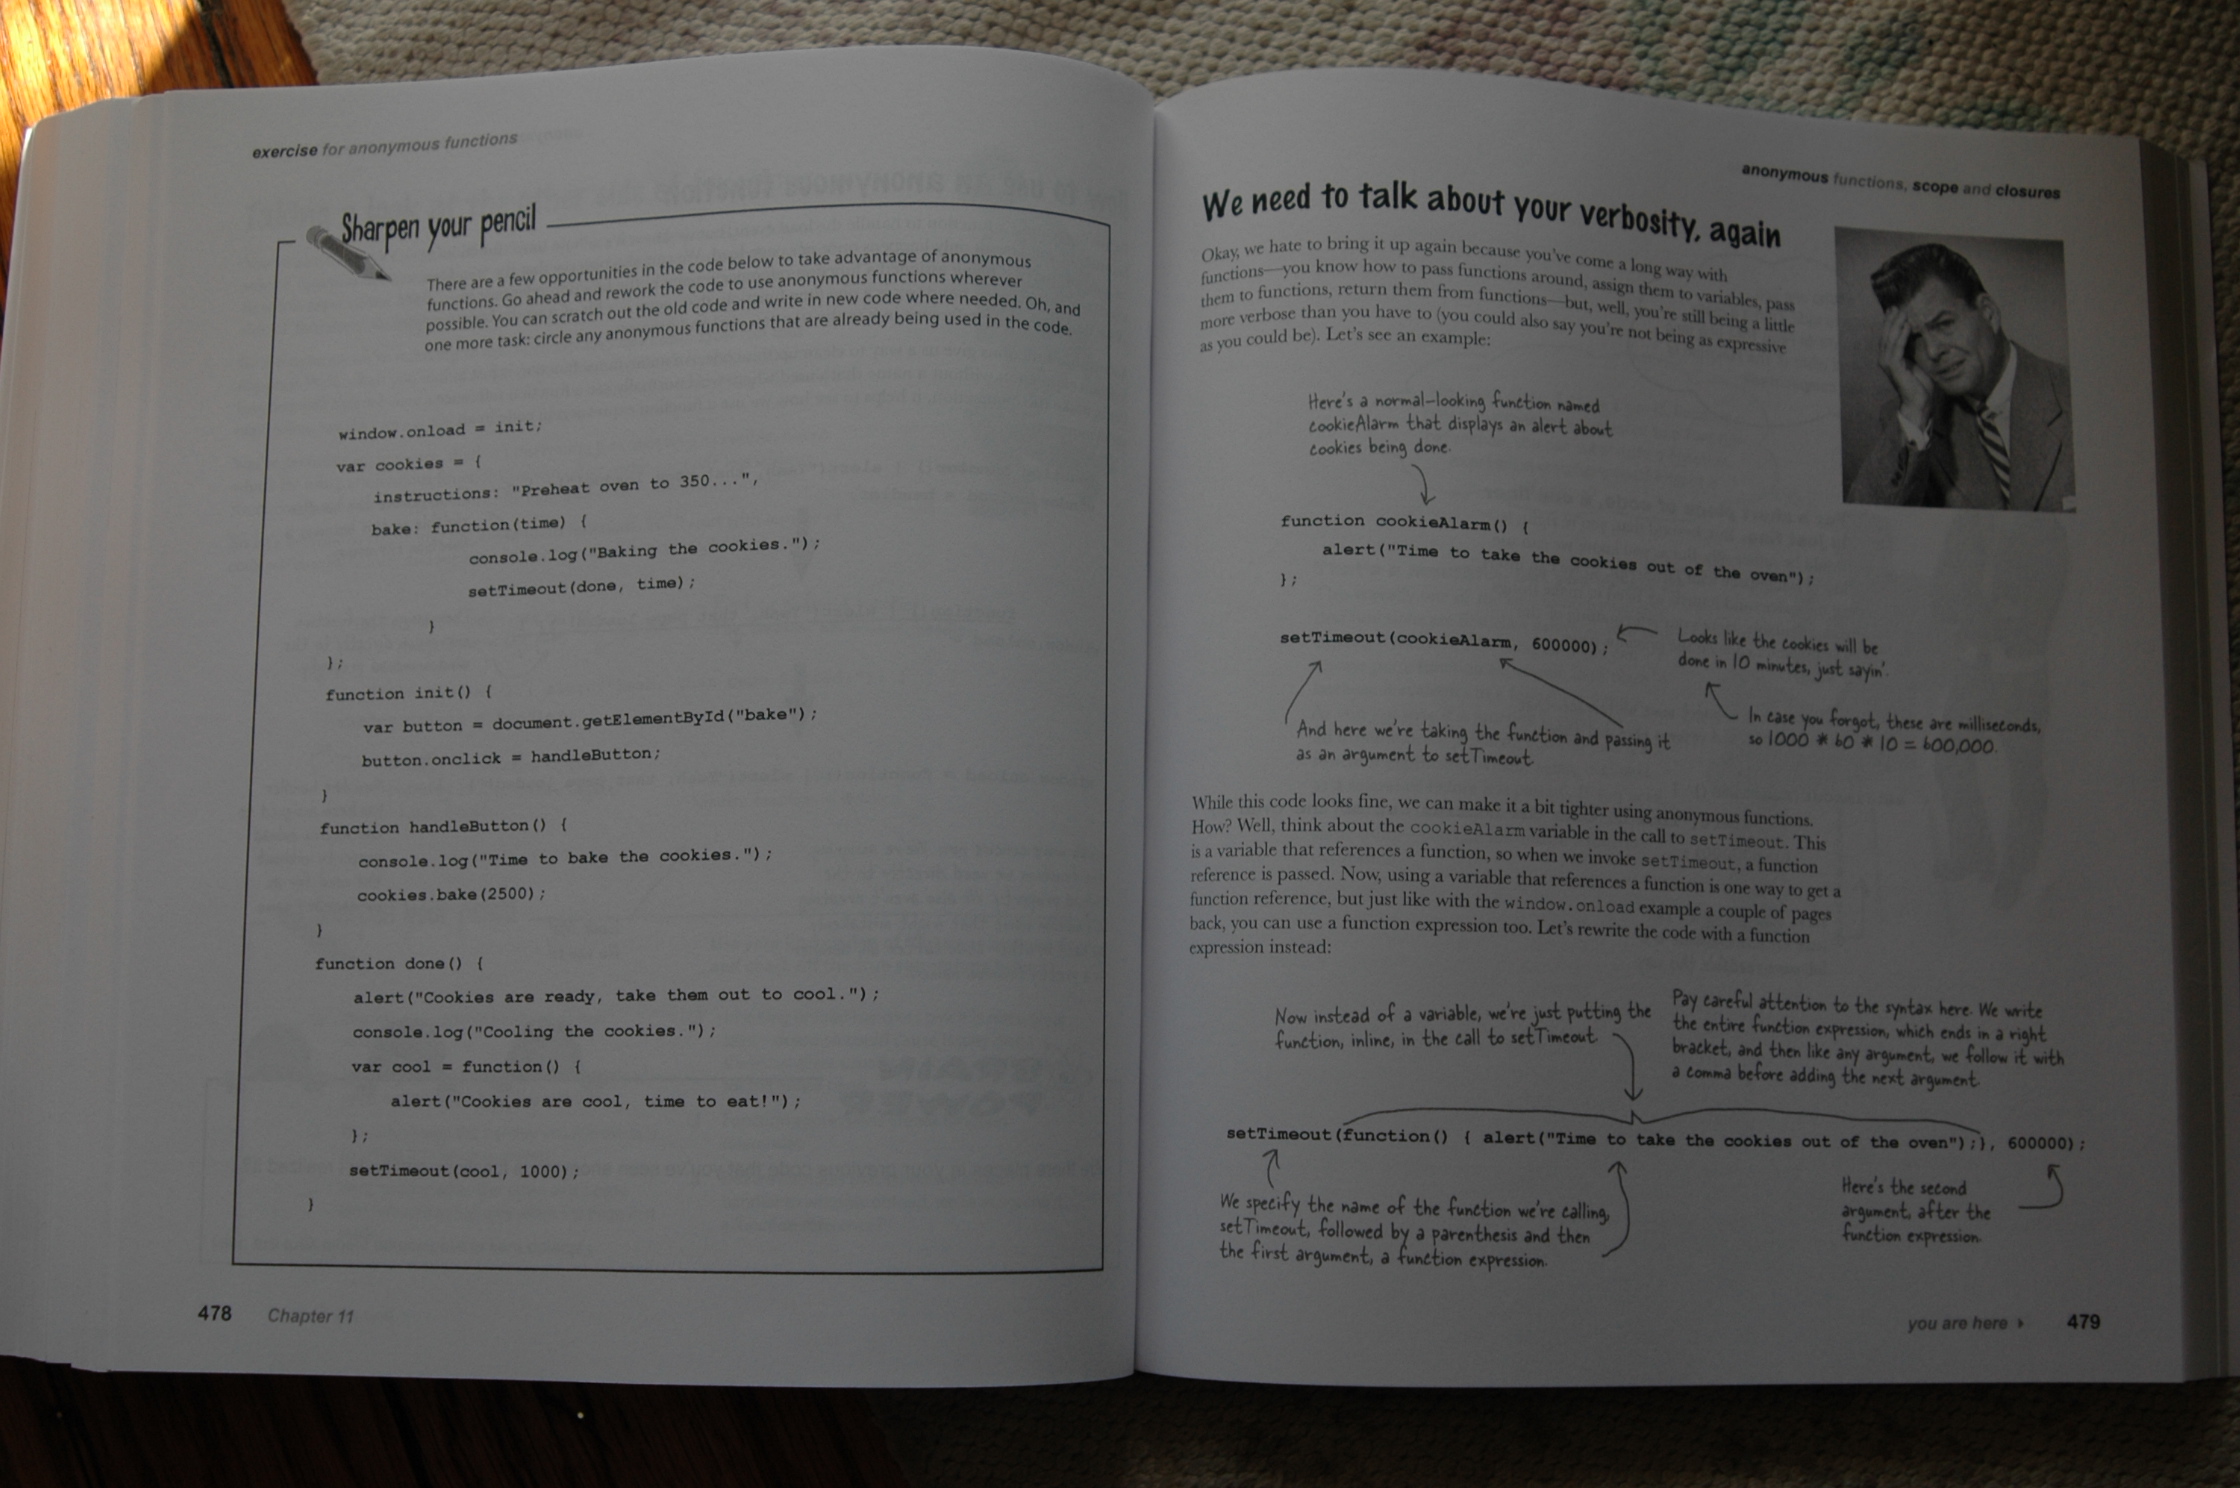 exercise for anonymous functions
Sharpen your pencil
There are a few opportunities in the code below to take advantage of anonymous
functions. Go ahead and rework the code to use anonymous functions wherever
possible. You can scratch out the old code and write in new code where needed. Oh, and
one more task: circle any anonymous functions that are already being used in the code.
window.onload = init;
var cookies = {
instructions: "Preheat oven to 350...",
bake: function(time) {
console.log("Baking the cookies.");
setTimeout(done, time);
}
};
function init() {
var button = document.getElementById("bake");
button.onclick = handleButton;
}
function handleButton() {
console.log("Time to bake the cookies.");
cookies.bake(2500);
}
function done() {
alert("Cookies are ready, take them out to cool.");
console.log("Cooling the cookies.");
var cool = function() {
alert("Cookies are cool, time to eat!");
};
setTimeout(cool, 1000);
}
478 Chapter 11
anonymous functions, scope and closures
We need to talk about your verbosity, again
Okay, we hate to bring it up again because you've come a long way with
functions—you know how to pass functions around, assign them to variables, pass
them to functions, return them from functions—but, well, you're still being a little
more verbose than you have to (you could also say you're not being as expressive
as you could be). Let's see an example:
Here's a normal-looking function named
cookieAlarm that displays an alert about
cookies being done.
function cookieAlarm() {
alert("Time to take the cookies out of the oven");
};
setTimeout(cookieAlarm, 600000);
Looks like the cookies will be
done in 10 minutes, just sayin'.
And here we're taking the function and passing it
as an argument to setTimeout.
In case you forgot, these are milliseconds,
so 1000 * 60 * 10 = 600,000.
While this code looks fine, we can make it a bit tighter using anonymous functions.
How? Well, think about the cookieAlarm variable in the call to setTimeout. This
is a variable that references a function, so when we invoke setTimeout, a function
reference is passed. Now, using a variable that references a function is one way to get a
function reference, but just like with the window.onload example a couple of pages
back, you can use a function expression too. Let's rewrite the code with a function
expression instead:
Now instead of a variable, we're just putting the
function, inline, in the call to setTimeout.
Pay careful attention to the syntax here. We write
the entire function expression, which ends in a right
bracket, and then like any argument, we follow it with
a comma before adding the next argument.
setTimeout(function() { alert("Time to take the cookies out of the oven");}, 600000);
We specify the name of the function we're calling,
setTimeout, followed by a parenthesis and then
the first argument, a function expression.
Here's the second
argument, after the
function expression.
you are here ▸ 479